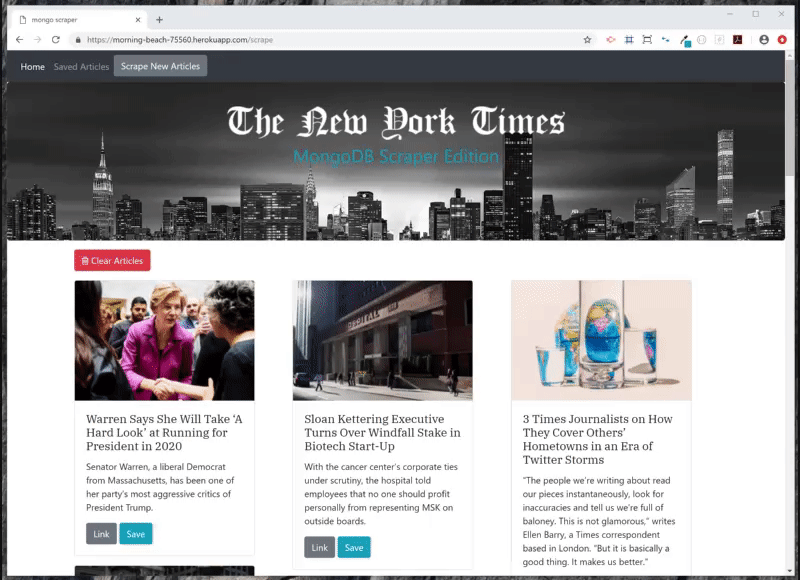 mongo scraper
https://morning-beach-75560.herokuapp.com/scrape
Home Saved Articles Scrape New Articles
The New York Times
MongoDB Scraper Edition
Clear Articles
Warren Says She Will Take ‘A
Hard Look’ at Running for
President in 2020
Senator Warren, a liberal Democrat
from Massachusetts, has been one of
her party's most aggressive critics of
President Trump.
Link Save
Sloan Kettering Executive
Turns Over Windfall Stake in
Biotech Start-Up
With the cancer center's corporate ties
under scrutiny, the hospital told
employees that no one should profit
personally from representing MSK on
outside boards.
Link Save
3 Times Journalists on How
They Cover Others’
Hometowns in an Era of
Twitter Storms
“The people we're writing about read
our pieces instantaneously, look for
inaccuracies and tell us we're full of
baloney. This is not glamorous,” writes
Ellen Barry, a Times correspondent
based in London. “But it is basically a
good thing. It makes us better.”